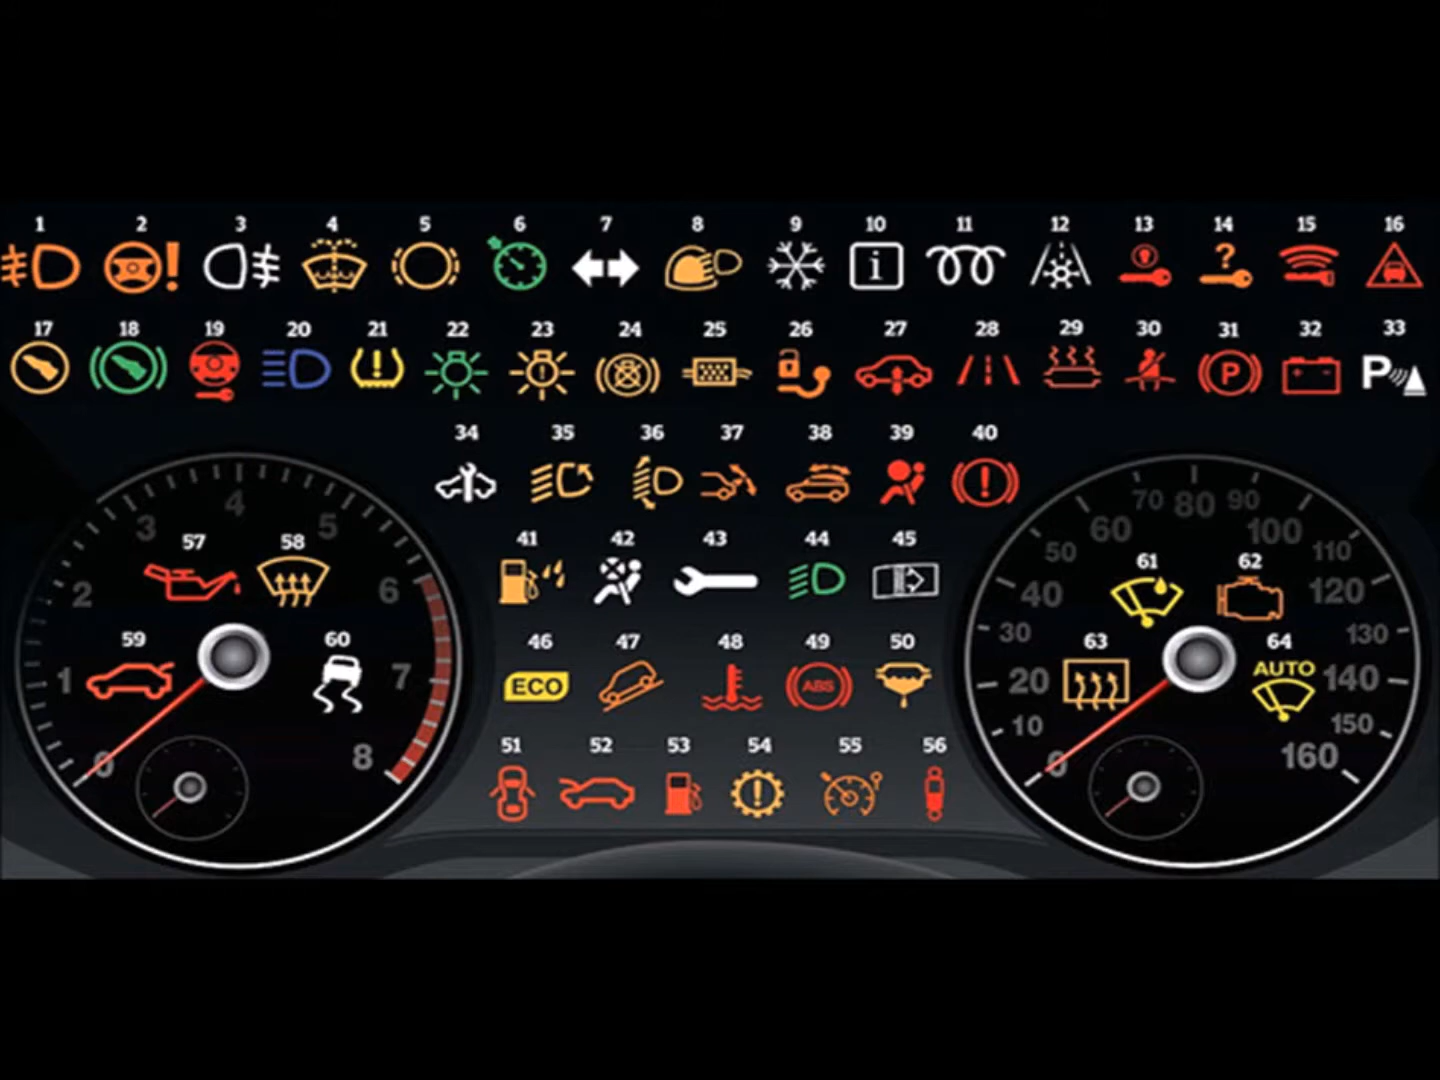 1 2 3 4 5 6 7 8 9 10 11 12 13 14 15 16
i ?
17 18 19 20 21 22 23 24 25 26 27 28 29 30 31 32 33
P P
34 35 36 37 38 39 40
41 42 43 44 45
46 47 48 49 50
ECO ABS
51 52 53 54 55 56
57 58
59 60
0 1 2 3 4 5 6 7 8
61 62
63 64
AUTO
0 10 20 30 40 50 60 70 80 90 100 110 120 130 140 150 160